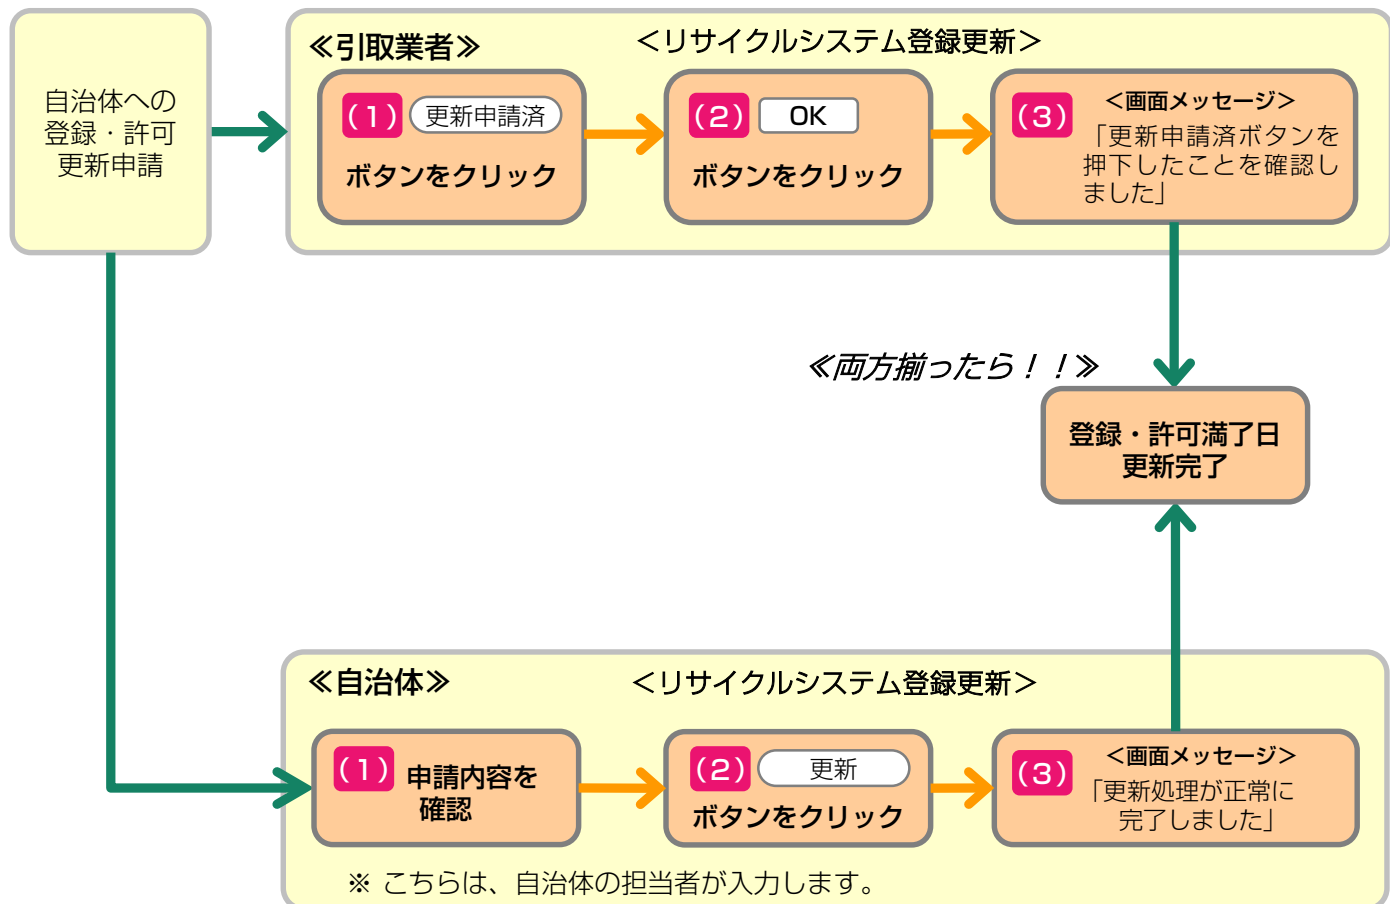 自治体への
登録・許可
更新申請
≪引取業者≫
＜リサイクルシステム登録更新＞
(1) 更新申請済
ボタンをクリック
(2) OK
ボタンをクリック
(3) ＜画面メッセージ＞
「更新申請済ボタンを
押下したことを確認し
ました」
≪両方揃ったら！！≫
登録・許可満了日
更新完了
≪自治体≫
＜リサイクルシステム登録更新＞
(1) 申請内容を
確認
(2) 更新
ボタンをクリック
(3) ＜画面メッセージ＞
「更新処理が正常に
完了しました」
※ こちらは、自治体の担当者が入力します。